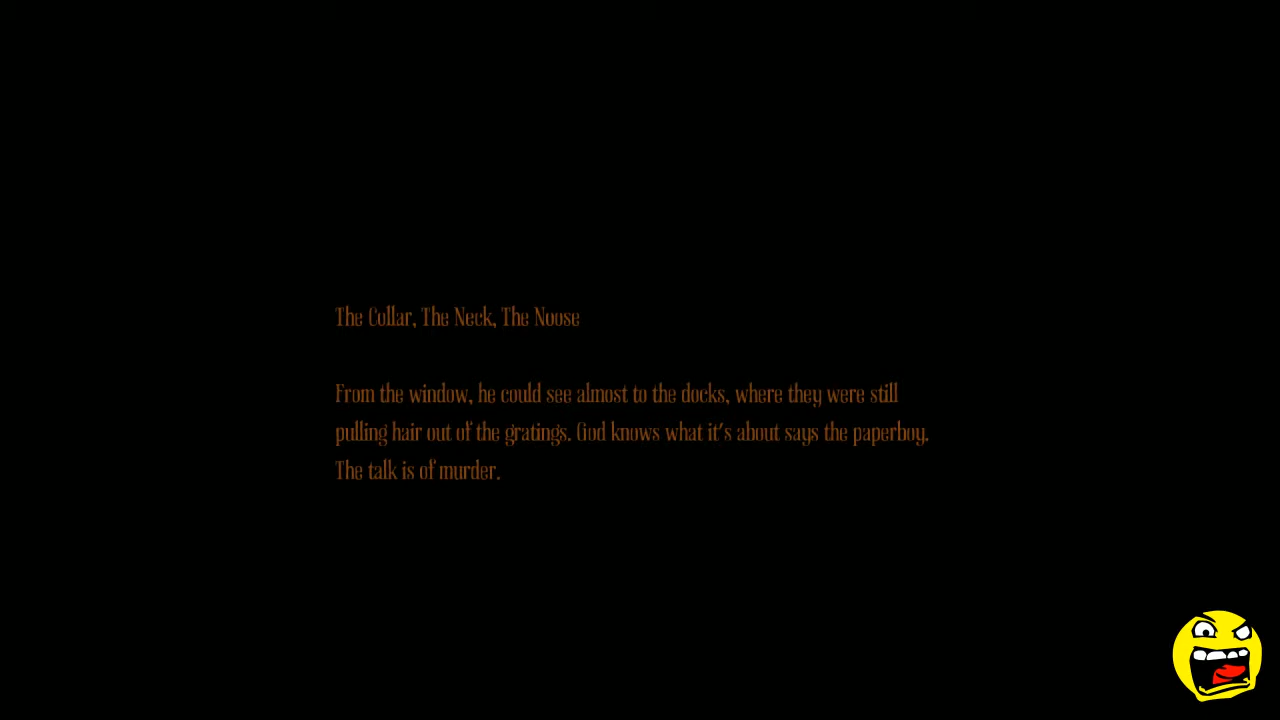 The Collar, The Neck, The Noose
From the window, he could see almost to the docks, where they were still
pulling hair out of the gratings. God knows what it's about says the paperboy.
The talk is of murder.